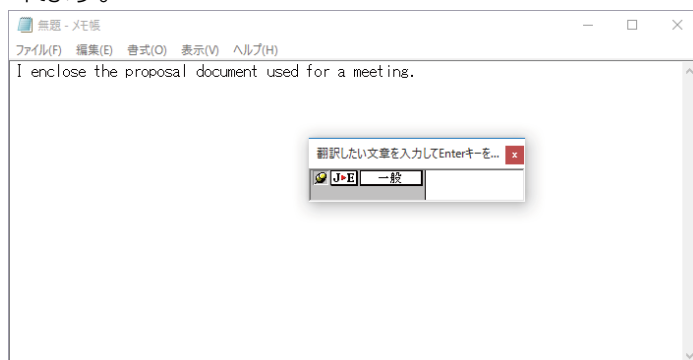 無題 - メモ帳
ファイル(F) 編集(E) 書式(O) 表示(V) ヘルプ(H)
I enclose the proposal document used for a meeting.
翻訳したい文章を入力してEnterキーを...
J▶E 一般